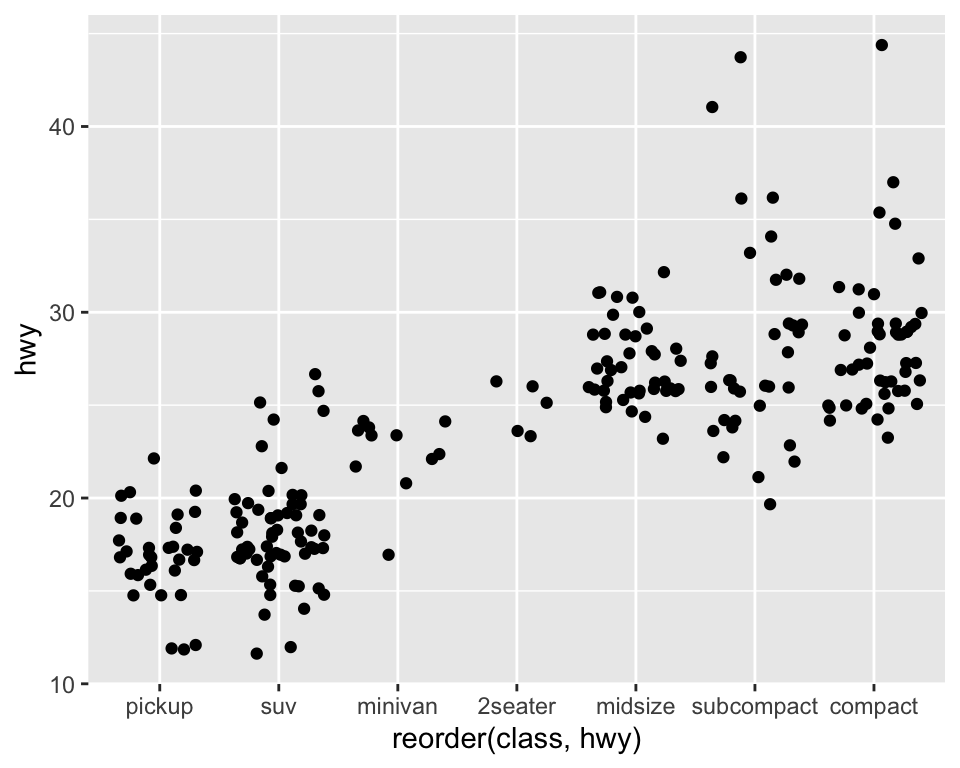 hwy
40
30
20
10
pickup suv minivan 2seater midsize subcompact compact
reorder(class, hwy)